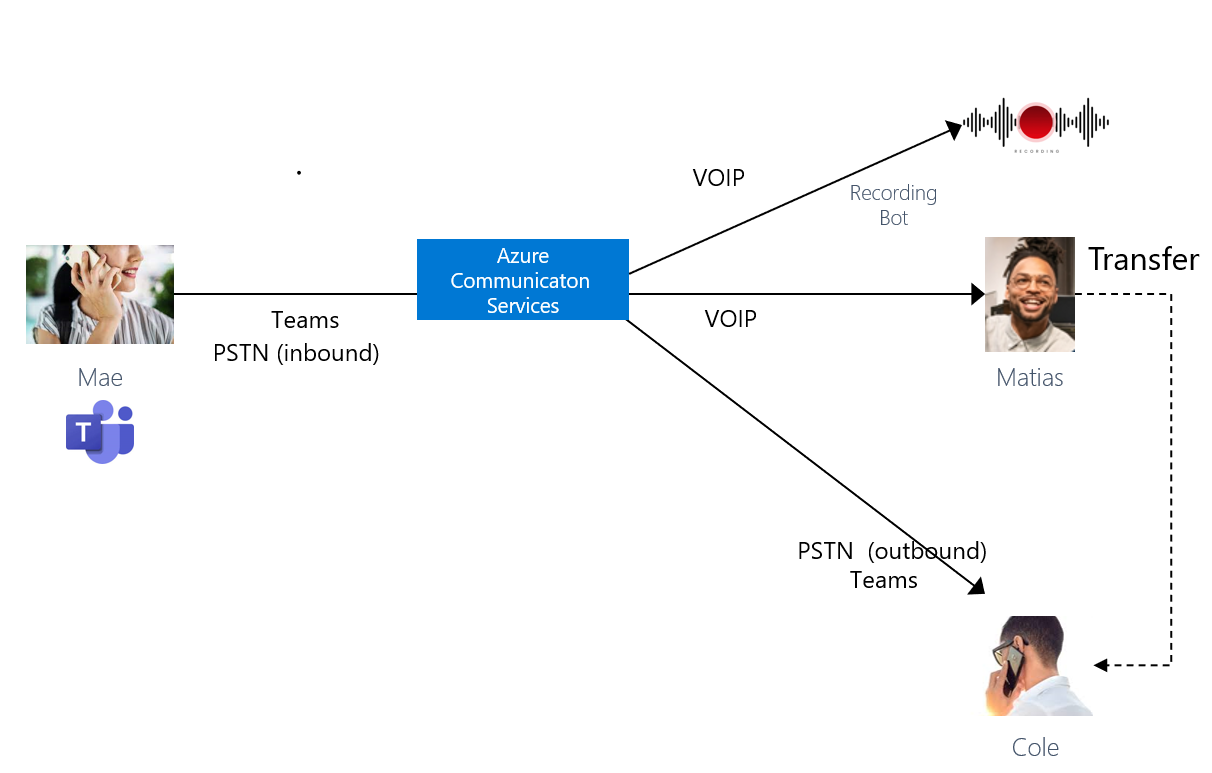 RECORDING
VOIP
Recording
Bot
Azure
Communicaton
Services
Transfer
Teams
PSTN (inbound)
VOIP
Mae
Matias
T
PSTN  (outbound)
Teams
Cole